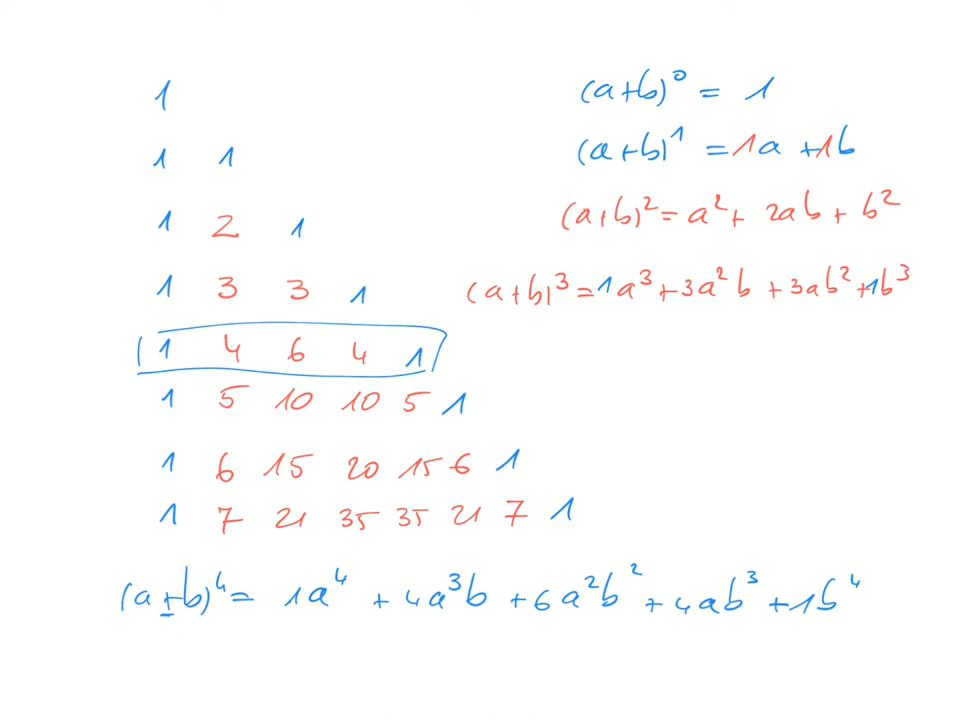 1 (a+b)⁰ = 1
1 1 (a+b)¹ = 1a + 1b
1 2 1 (a+b)² = a² + 2ab + b²
1 3 3 1 (a+b)³ = 1a³ + 3a²b + 3ab² + 1b³
1 4 6 4 1
1 5 10 10 5 1
1 6 15 20 15 6 1
1 7 21 35 35 21 7 1
(a+b)⁴ = 1a⁴ + 4a³b + 6a²b² + 4ab³ + 1b⁴